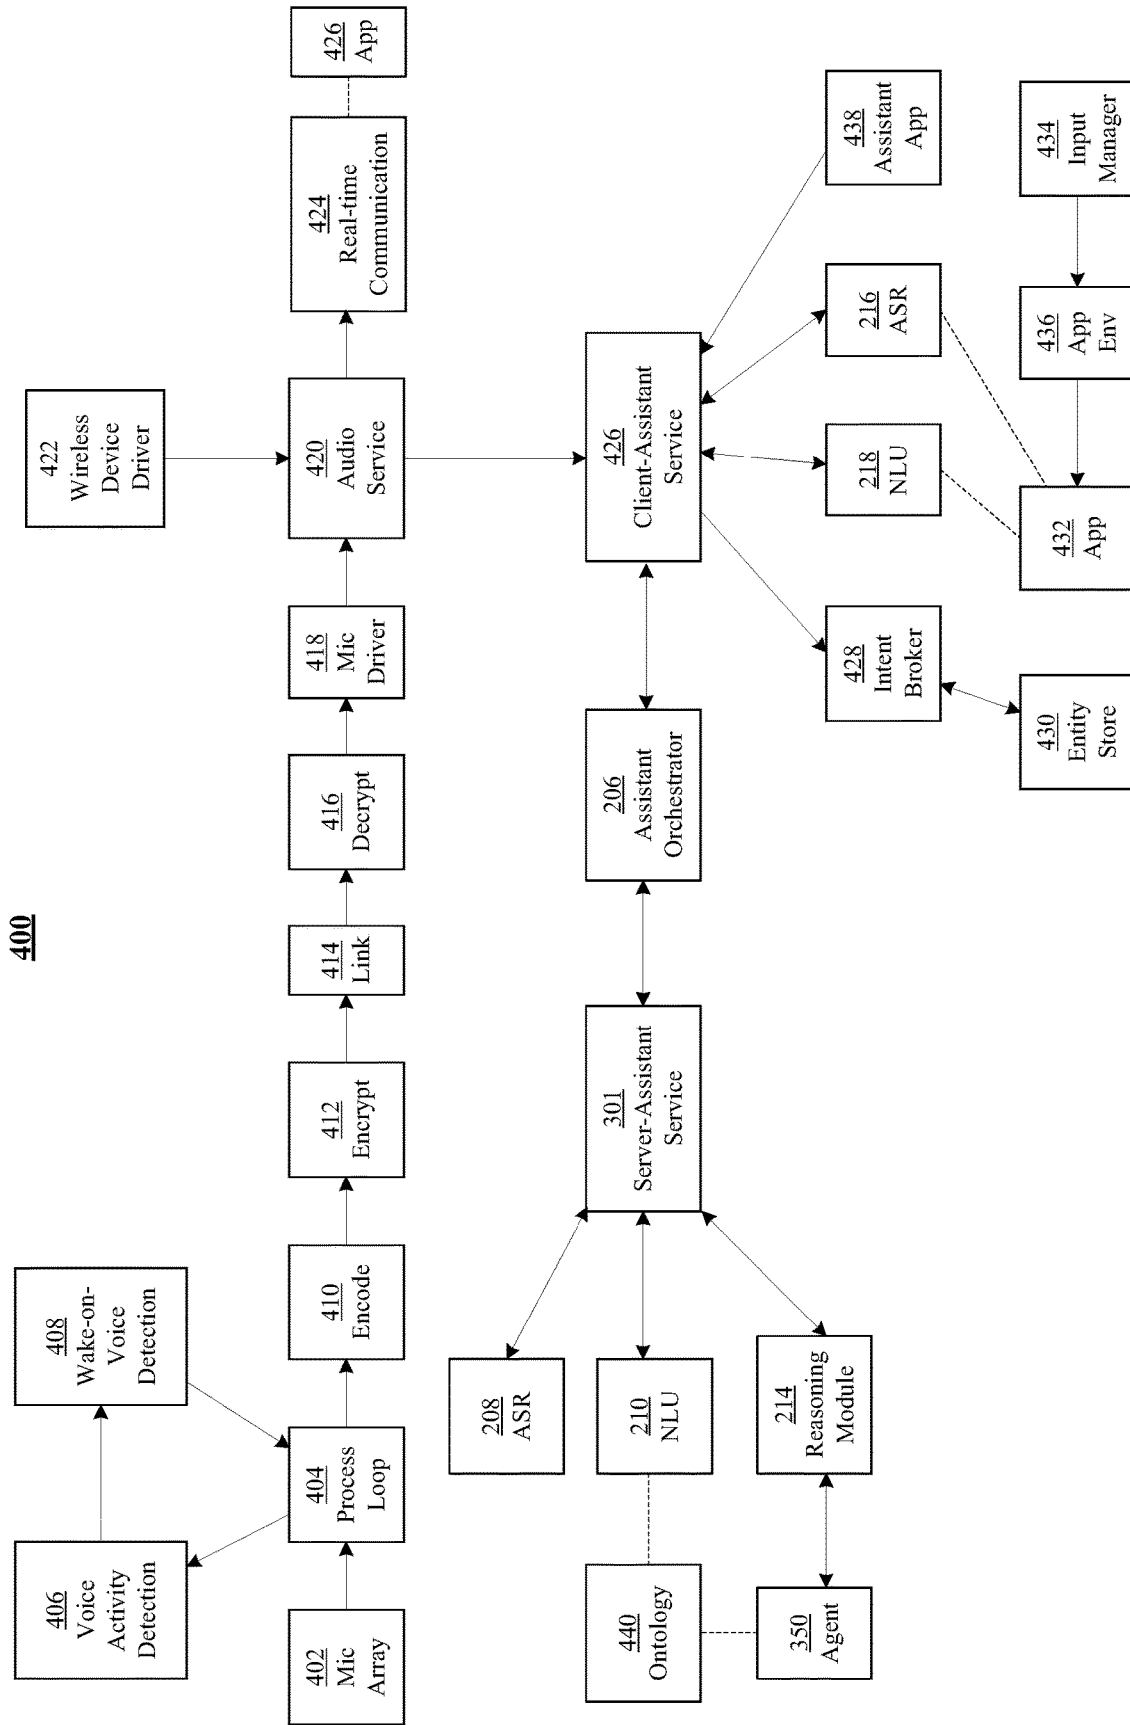 400
422
Wireless
Device
Driver
408
Wake-on-
Voice
Detection
406
Voice
Activity
Detection
402
Mic
Array
404
Process
Loop
410
Encode
412
Encrypt
414
Link
416
Decrypt
418
Mic
Driver
420
Audio
Service
424
Real-time
Communication
426
App
208
ASR
210
NLU
440
Ontology
214
Reasoning
Module
350
Agent
301
Server-Assistant
Service
206
Assistant
Orchestrator
426
Client-Assistant
Service
428
Intent
Broker
218
NLU
216
ASR
438
Assistant
App
430
Entity
Store
432
App
436
App
Env
434
Input
Manager